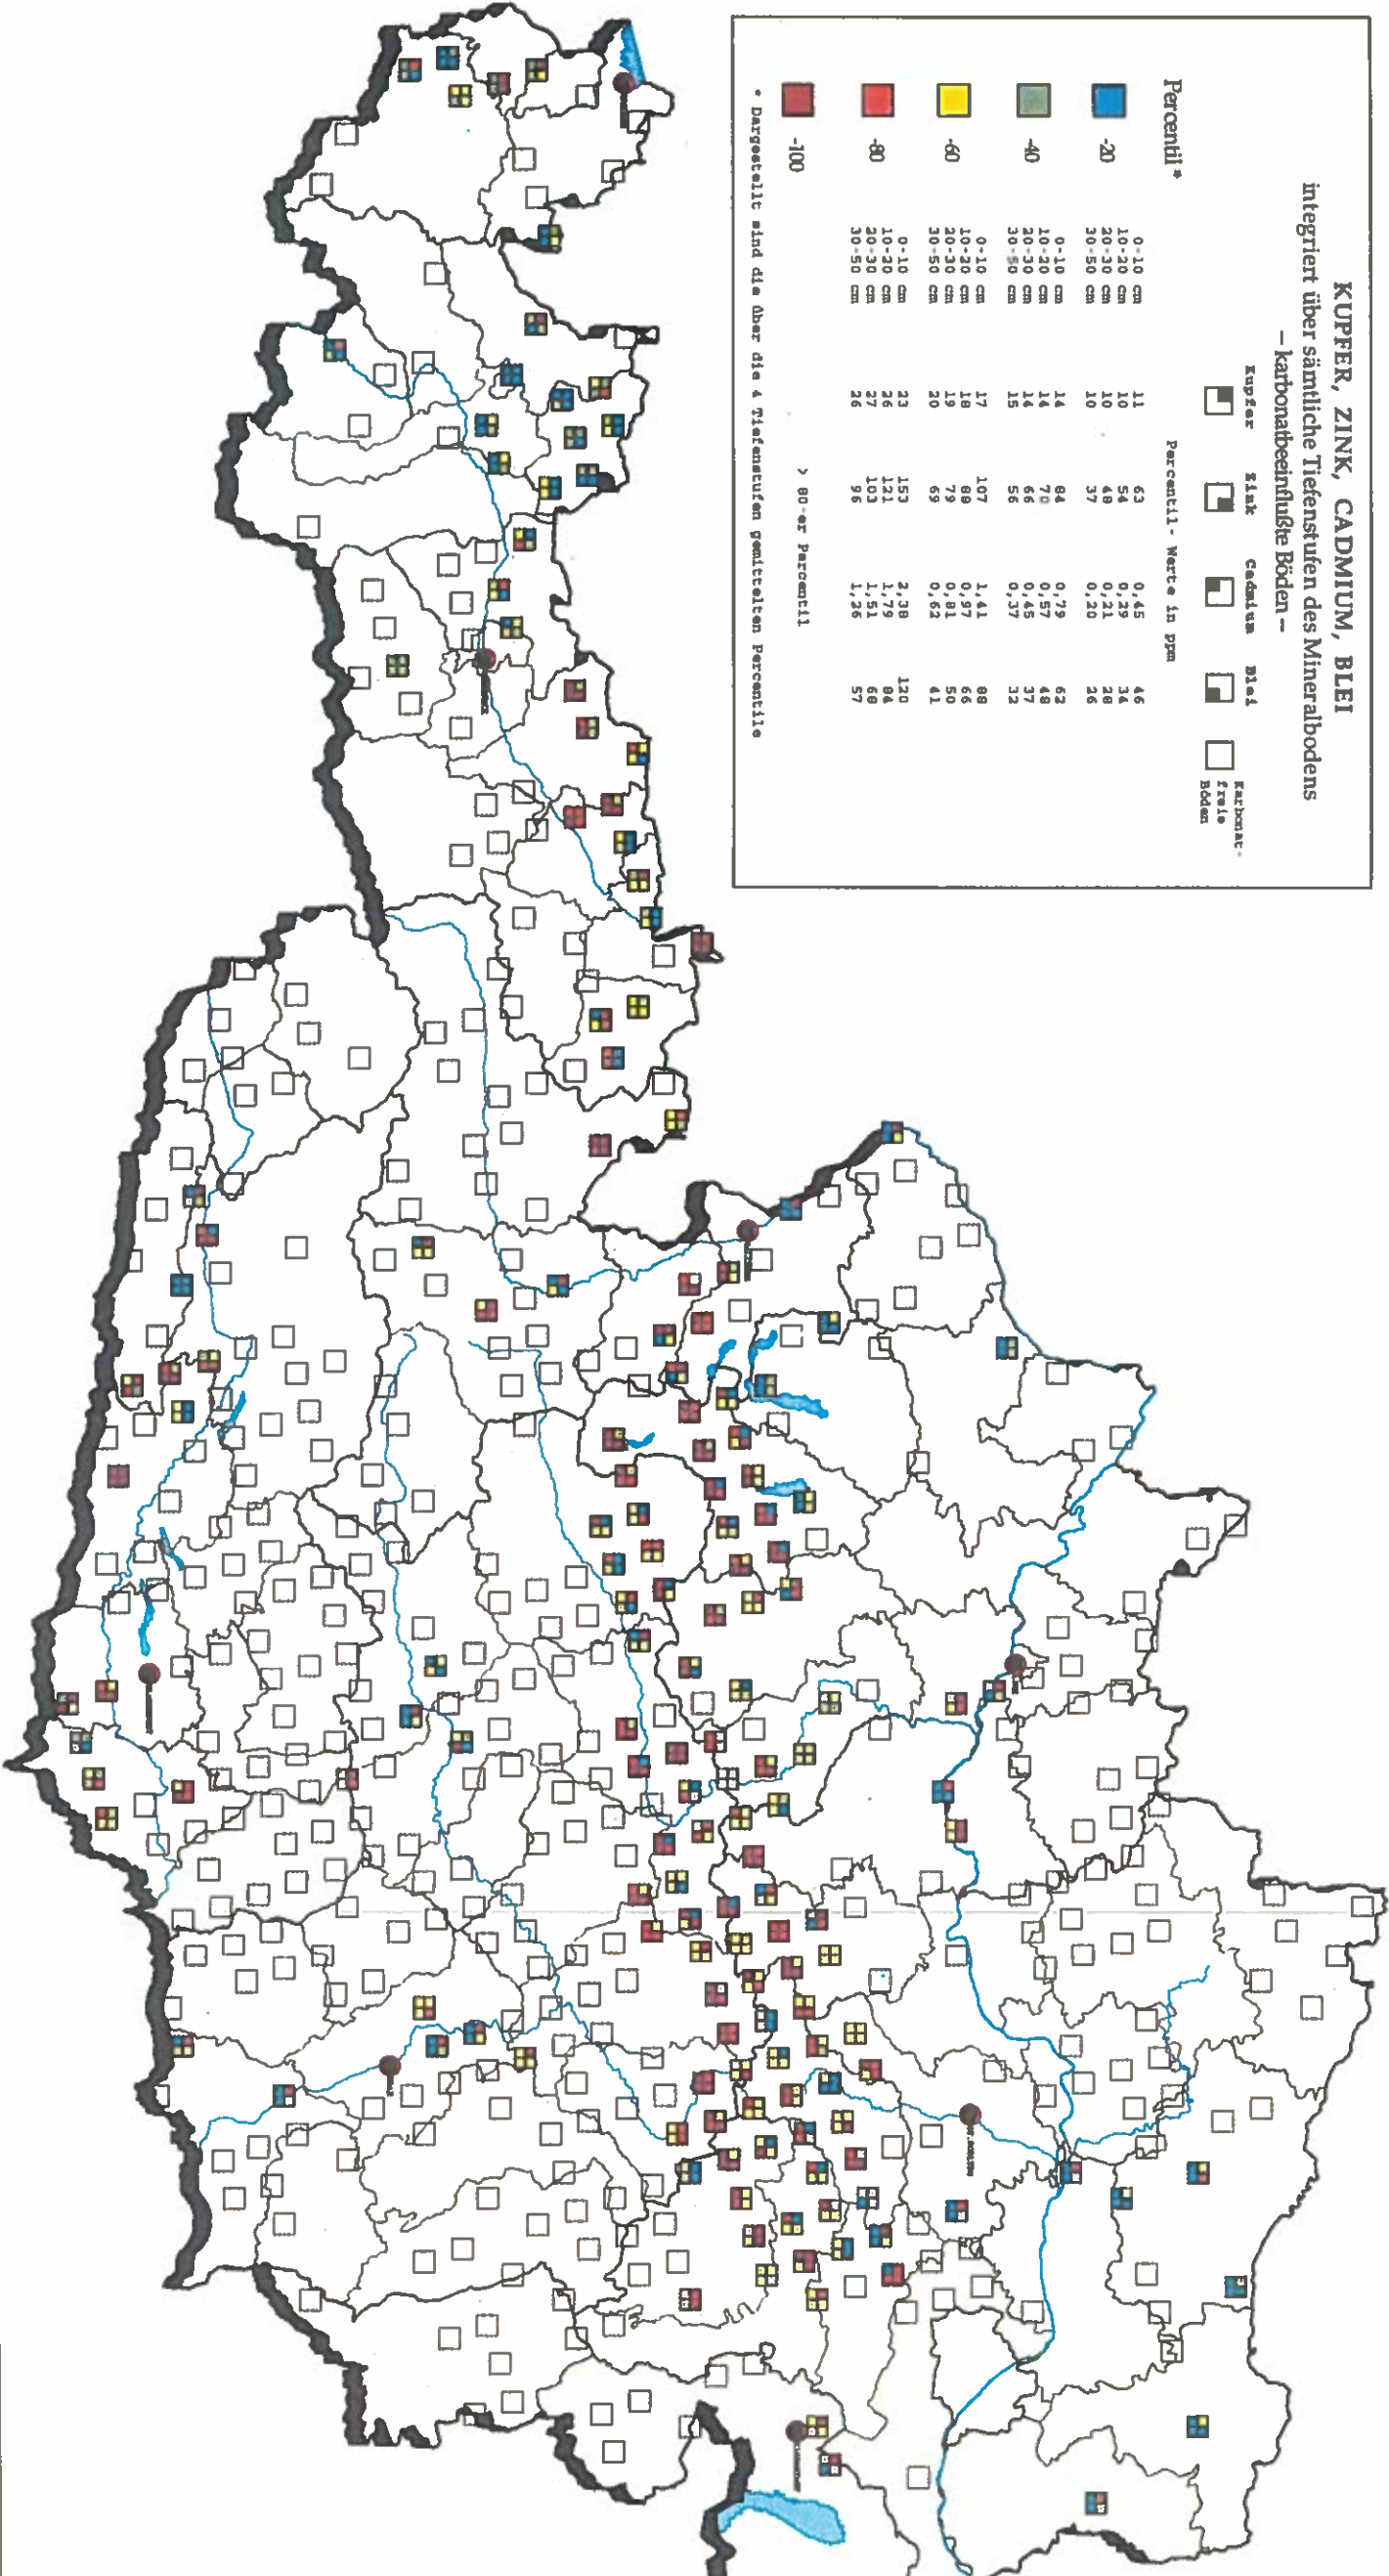 KUPFER, ZINK, CADMIUM, BLEI
integriert über sämtliche Tiefenstufen des Mineralbodens
– karbonatbeeinflußte Böden –
Kupfer Zink Cadmium Blei Karbonat-
freie
Böden
Percentil* Percentil- Werte in ppm
-20
0-10 cm 11 63 0,45 46
10-20 cm 10 54 0,29 34
20-30 cm 10 48 0,21 28
30-50 cm 10 37 0,20 26
-40
0-10 cm 14 84 0,79 62
10-20 cm 14 70 0,57 48
20-30 cm 14 66 0,45 37
30-50 cm 15 56 0,37 32
-60
0-10 cm 17 107 1,41 88
10-20 cm 18 88 0,97 66
20-30 cm 19 79 0,81 50
30-50 cm 20 69 0,62 41
-80
0-10 cm 23 153 2,38 120
10-20 cm 26 121 1,79 84
20-30 cm 27 103 1,51 68
30-50 cm 26 96 1,26 57
-100 > 80-er Percentil
* Dargestellt sind die über die 4 Tiefenstufen gemittelten Percentile